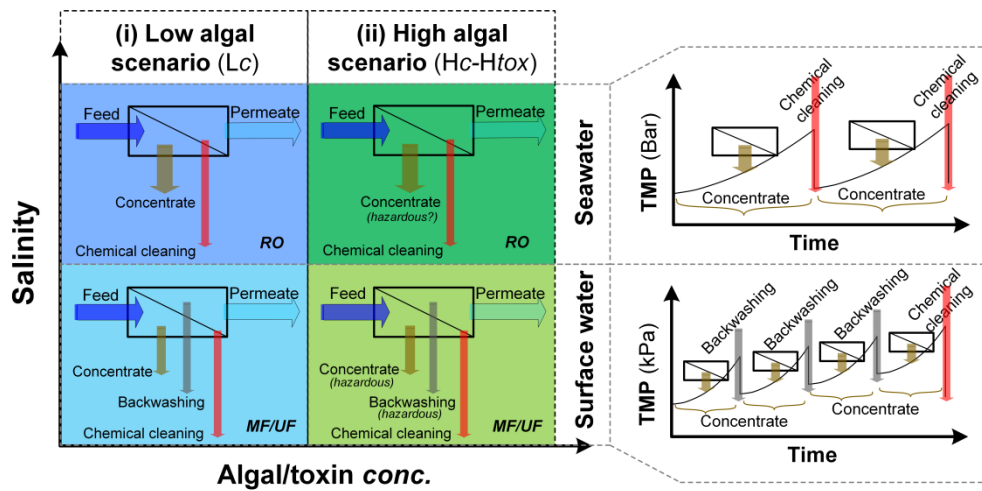 (i) Low algal
scenario (Lc)
(ii) High algal
scenario (Hc-Htox)
Salinity
Feed
Permeate
Concentrate
Chemical cleaning
RO
Feed
Permeate
Concentrate
(hazardous?)
Chemical cleaning
RO
Feed
Permeate
Concentrate
Backwashing
Chemical cleaning
MF/UF
Feed
Permeate
Concentrate
(hazardous)
Backwashing
(hazardous)
Chemical cleaning
MF/UF
Algal/toxin conc.
Seawater
TMP (Bar)
Chemical
cleaning
Chemical
cleaning
Concentrate
Concentrate
Time
Surface water
TMP (kPa)
Backwashing
Backwashing
Backwashing
Chemical
cleaning
Concentrate
Concentrate
Time